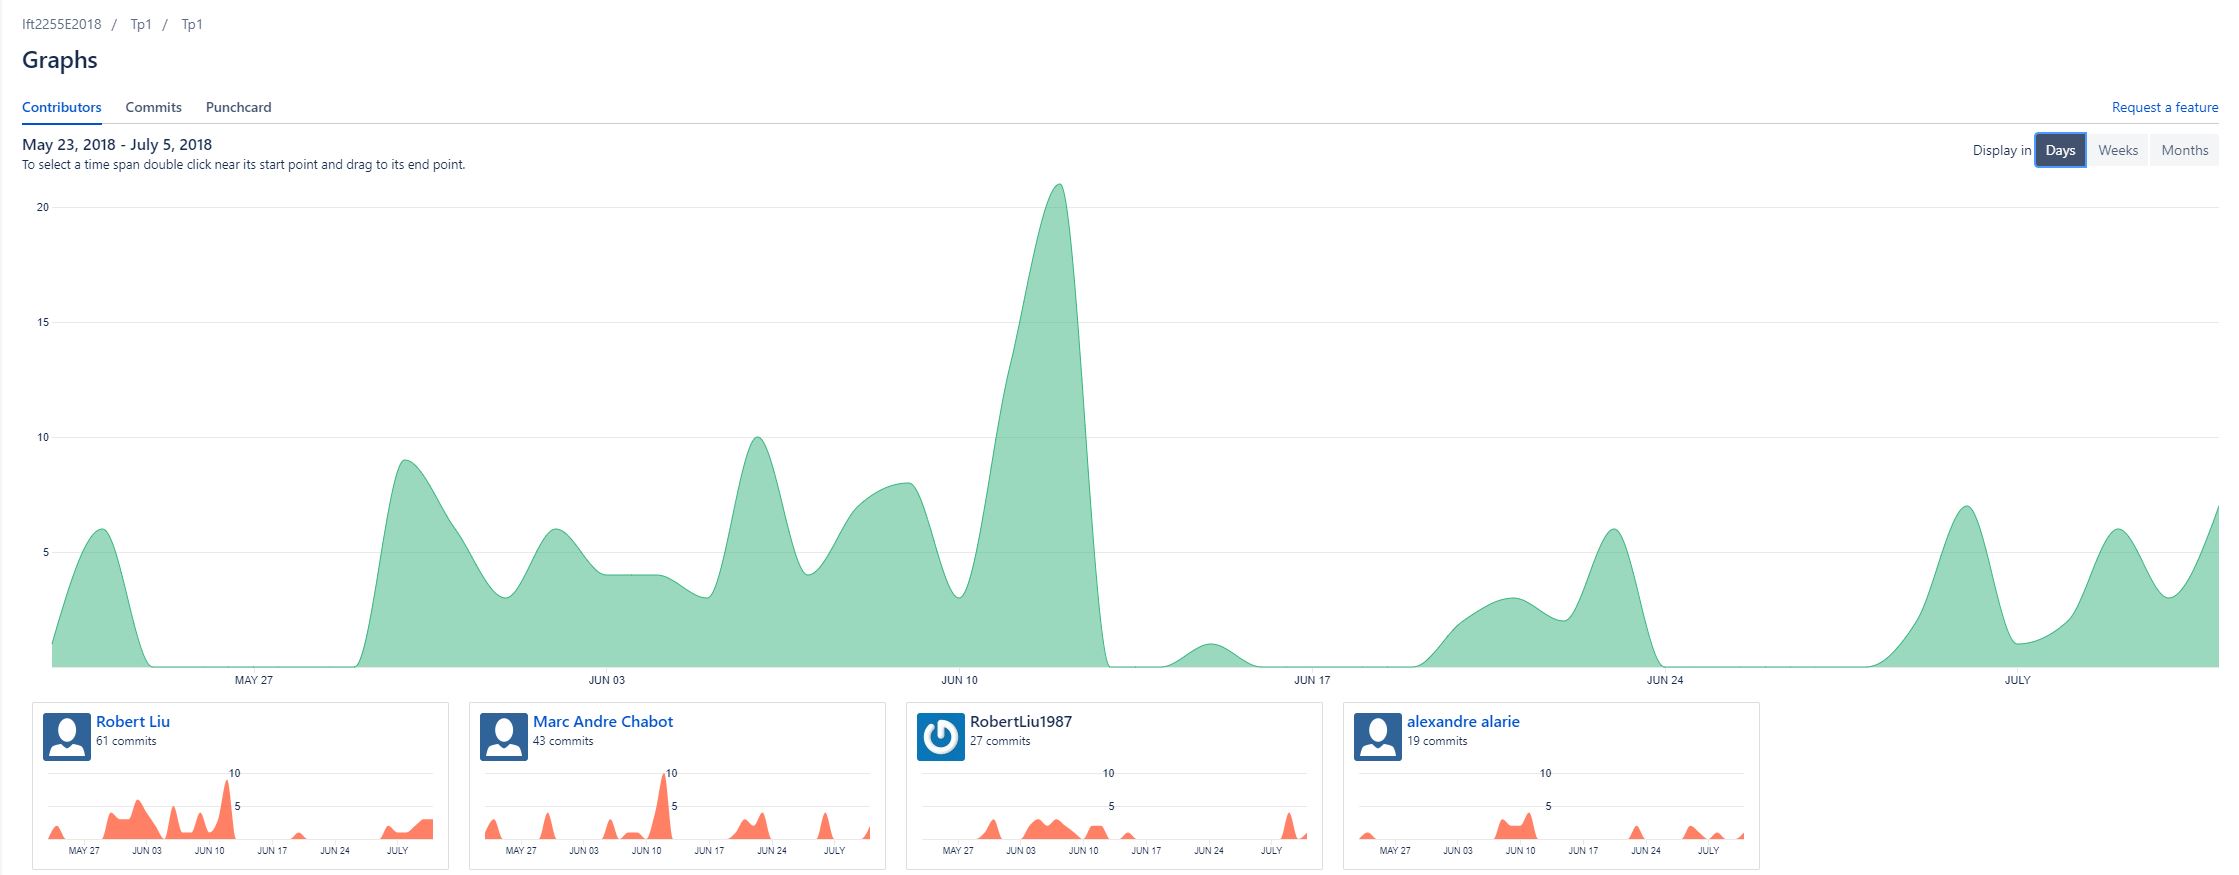 Ift2255E2018 / Tp1 / Tp1
Graphs
Contributors Commits Punchcard Request a feature
May 23, 2018 - July 5, 2018
To select a time span double click near its start point and drag to its end point.
Display in Days Weeks Months
20
15
10
5
MAY 27 JUN 03 JUN 10 JUN 17 JUN 24 JULY
Robert Liu
61 commits
10
5
MAY 27 JUN 03 JUN 10 JUN 17 JUN 24 JULY
Marc Andre Chabot
43 commits
10
5
MAY 27 JUN 03 JUN 10 JUN 17 JUN 24 JULY
RobertLiu1987
27 commits
10
5
MAY 27 JUN 03 JUN 10 JUN 17 JUN 24 JULY
alexandre alarie
19 commits
10
5
MAY 27 JUN 03 JUN 10 JUN 17 JUN 24 JULY